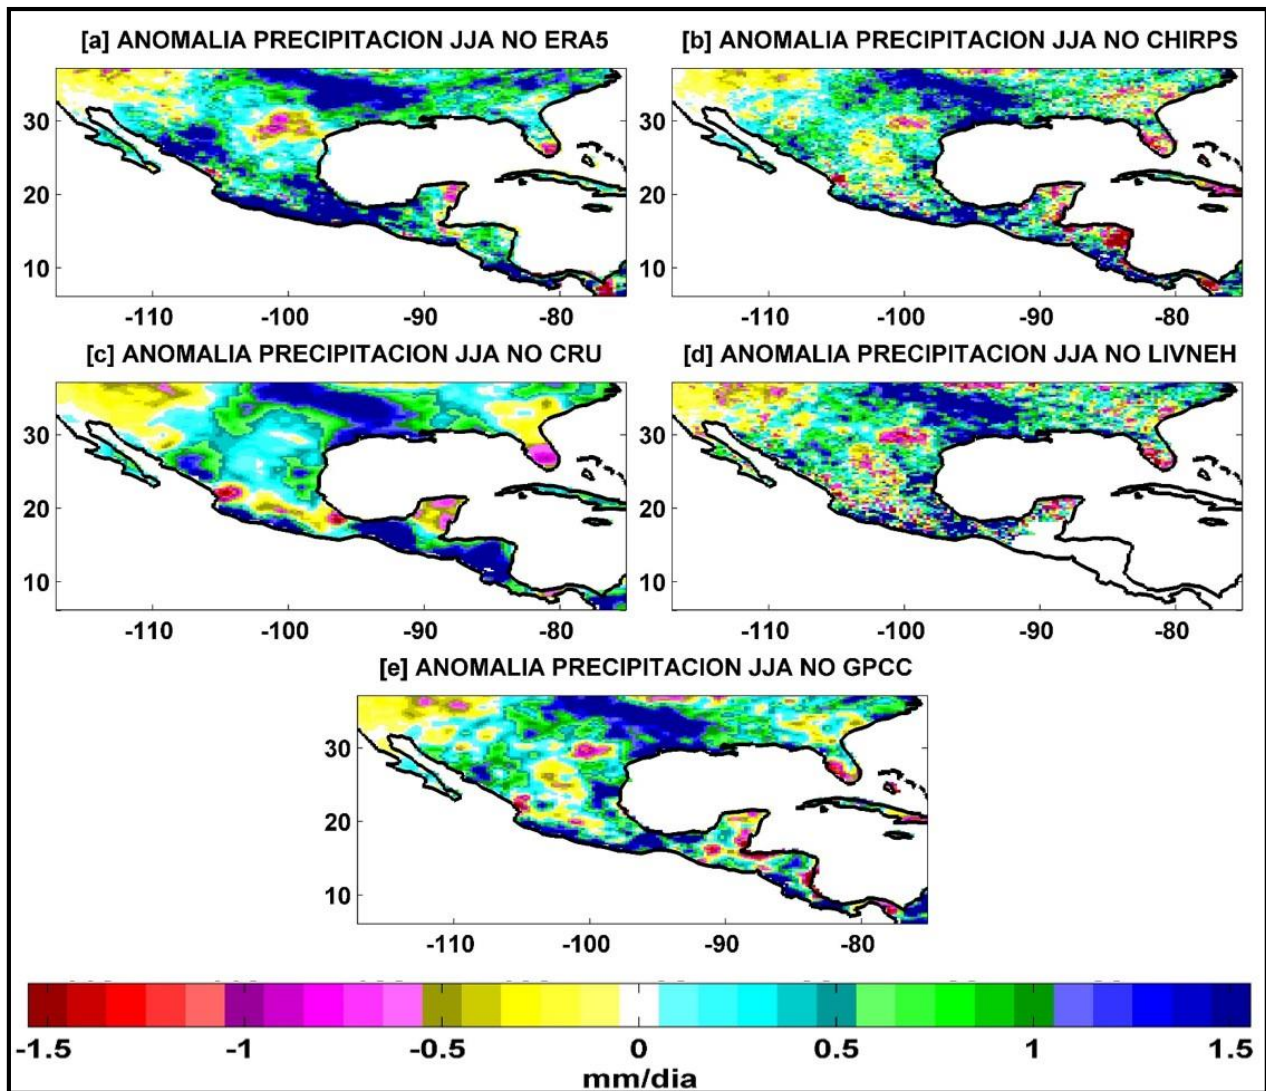 [a] ANOMALIA PRECIPITACION JJA NO ERA5
[b] ANOMALIA PRECIPITACION JJA NO CHIRPS
30
20
10
-110 -100 -90 -80
30
20
10
-110 -100 -90 -80
[c] ANOMALIA PRECIPITACION JJA NO CRU
[d] ANOMALIA PRECIPITACION JJA NO LIVNEH
30
20
10
-110 -100 -90 -80
30
20
10
-110 -100 -90 -80
[e] ANOMALIA PRECIPITACION JJA NO GPCC
30
20
10
-110 -100 -90 -80
-1.5 -1 -0.5 0 0.5 1 1.5
mm/dia